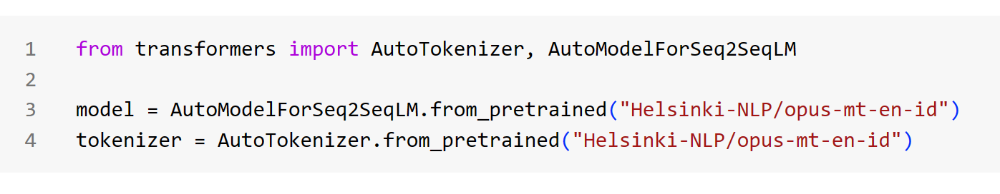 1 from transformers import AutoTokenizer, AutoModelForSeq2SeqLM
2
3 model = AutoModelForSeq2SeqLM.from_pretrained("Helsinki-NLP/opus-mt-en-id")
4 tokenizer = AutoTokenizer.from_pretrained("Helsinki-NLP/opus-mt-en-id")